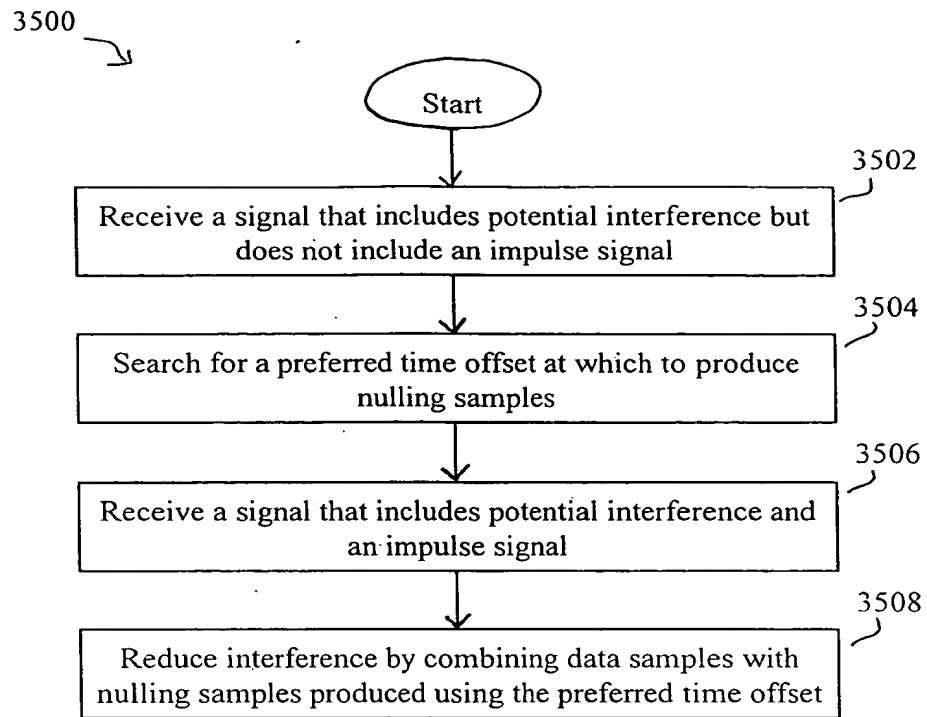 3500
Start
3502
Receive a signal that includes potential interference but
does not include an impulse signal
3504
Search for a preferred time offset at which to produce
nulling samples
3506
Receive a signal that includes potential interference and
an impulse signal
3508
Reduce interference by combining data samples with
nulling samples produced using the preferred time offset